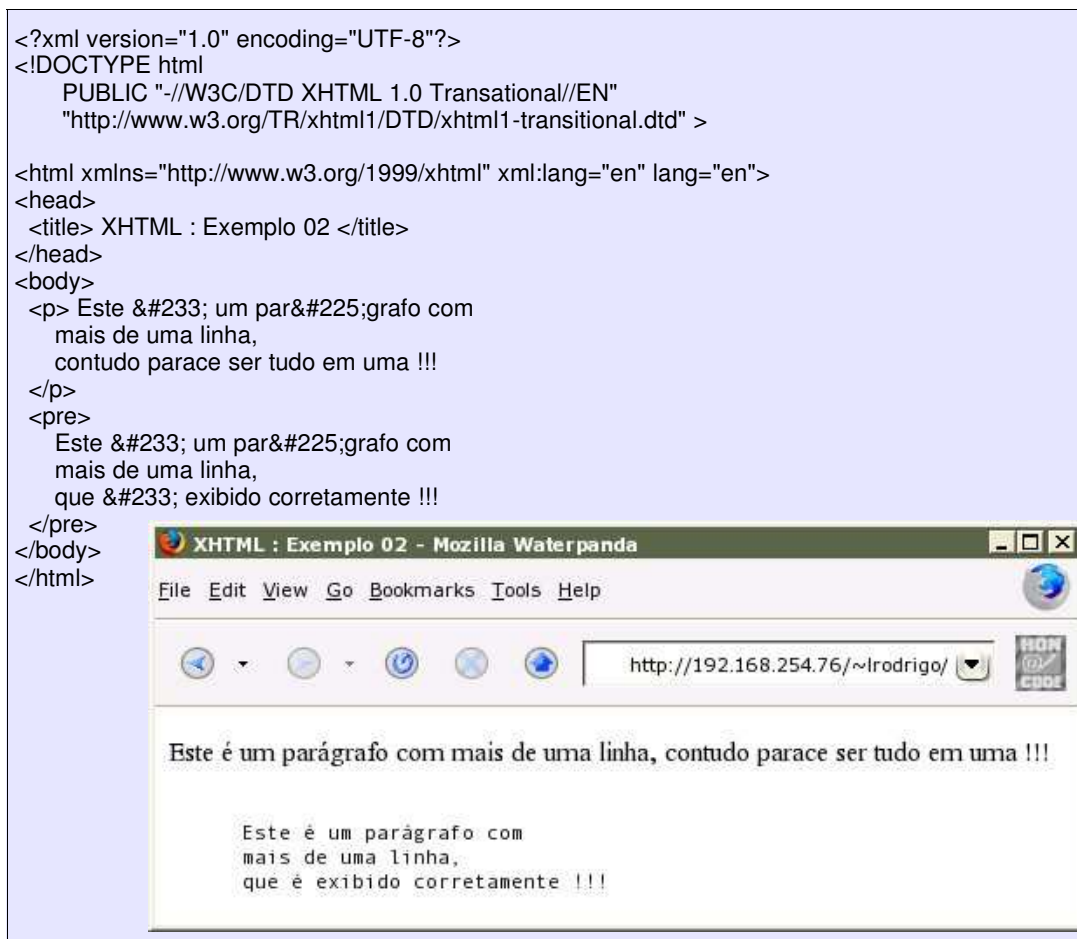 <?xml version="1.0" encoding="UTF-8"?>
<!DOCTYPE html
PUBLIC "-//W3C/DTD XHTML 1.0 Transational//EN"
"http://www.w3.org/TR/xhtml1/DTD/xhtml1-transitional.dtd" >
<html xmlns="http://www.w3.org/1999/xhtml" xml:lang="en" lang="en">
<head>
<title> XHTML : Exemplo 02 </title>
</head>
<body>
<p> Este &#233; um par&#225;grafo com
mais de uma linha,
contudo parace ser tudo em uma !!!
</p>
<pre>
Este &#233; um par&#225;grafo com
mais de uma linha,
que &#233; exibido corretamente !!!
</pre>
</body>
</html>
XHTML : Exemplo 02 - Mozilla Waterpanda
File Edit View Go Bookmarks Tools Help
http://192.168.254.76/~lrodrigo/
HON
@/
CODE
Este é um parágrafo com mais de uma linha, contudo parace ser tudo em uma !!!
Este é um parágrafo com
mais de uma linha,
que é exibido corretamente !!!